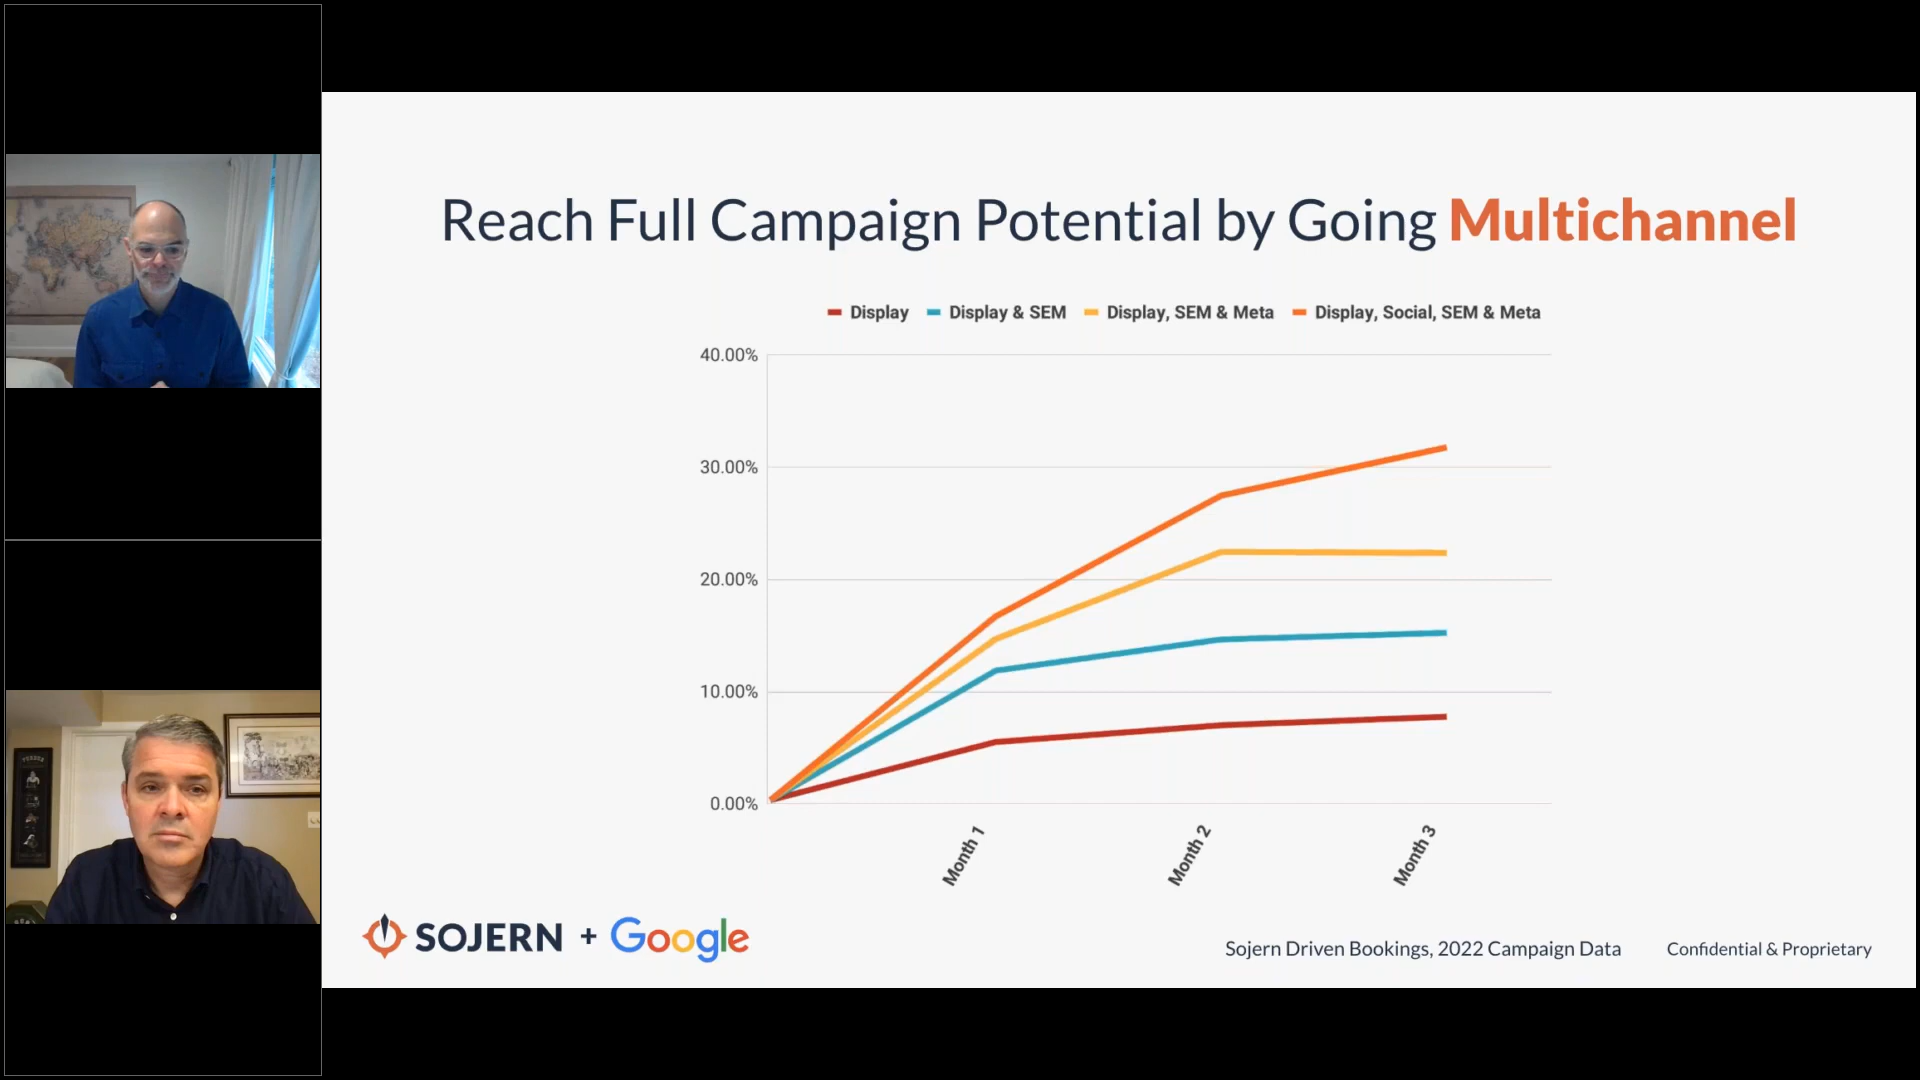 Reach Full Campaign Potential by Going Multichannel
Display Display & SEM Display, SEM & Meta Display, Social, SEM & Meta
40.00%
30.00%
20.00%
10.00%
0.00%
Month 1
Month 2
Month 3
SOJERN + Google
Sojern Driven Bookings, 2022 Campaign Data Confidential & Proprietary